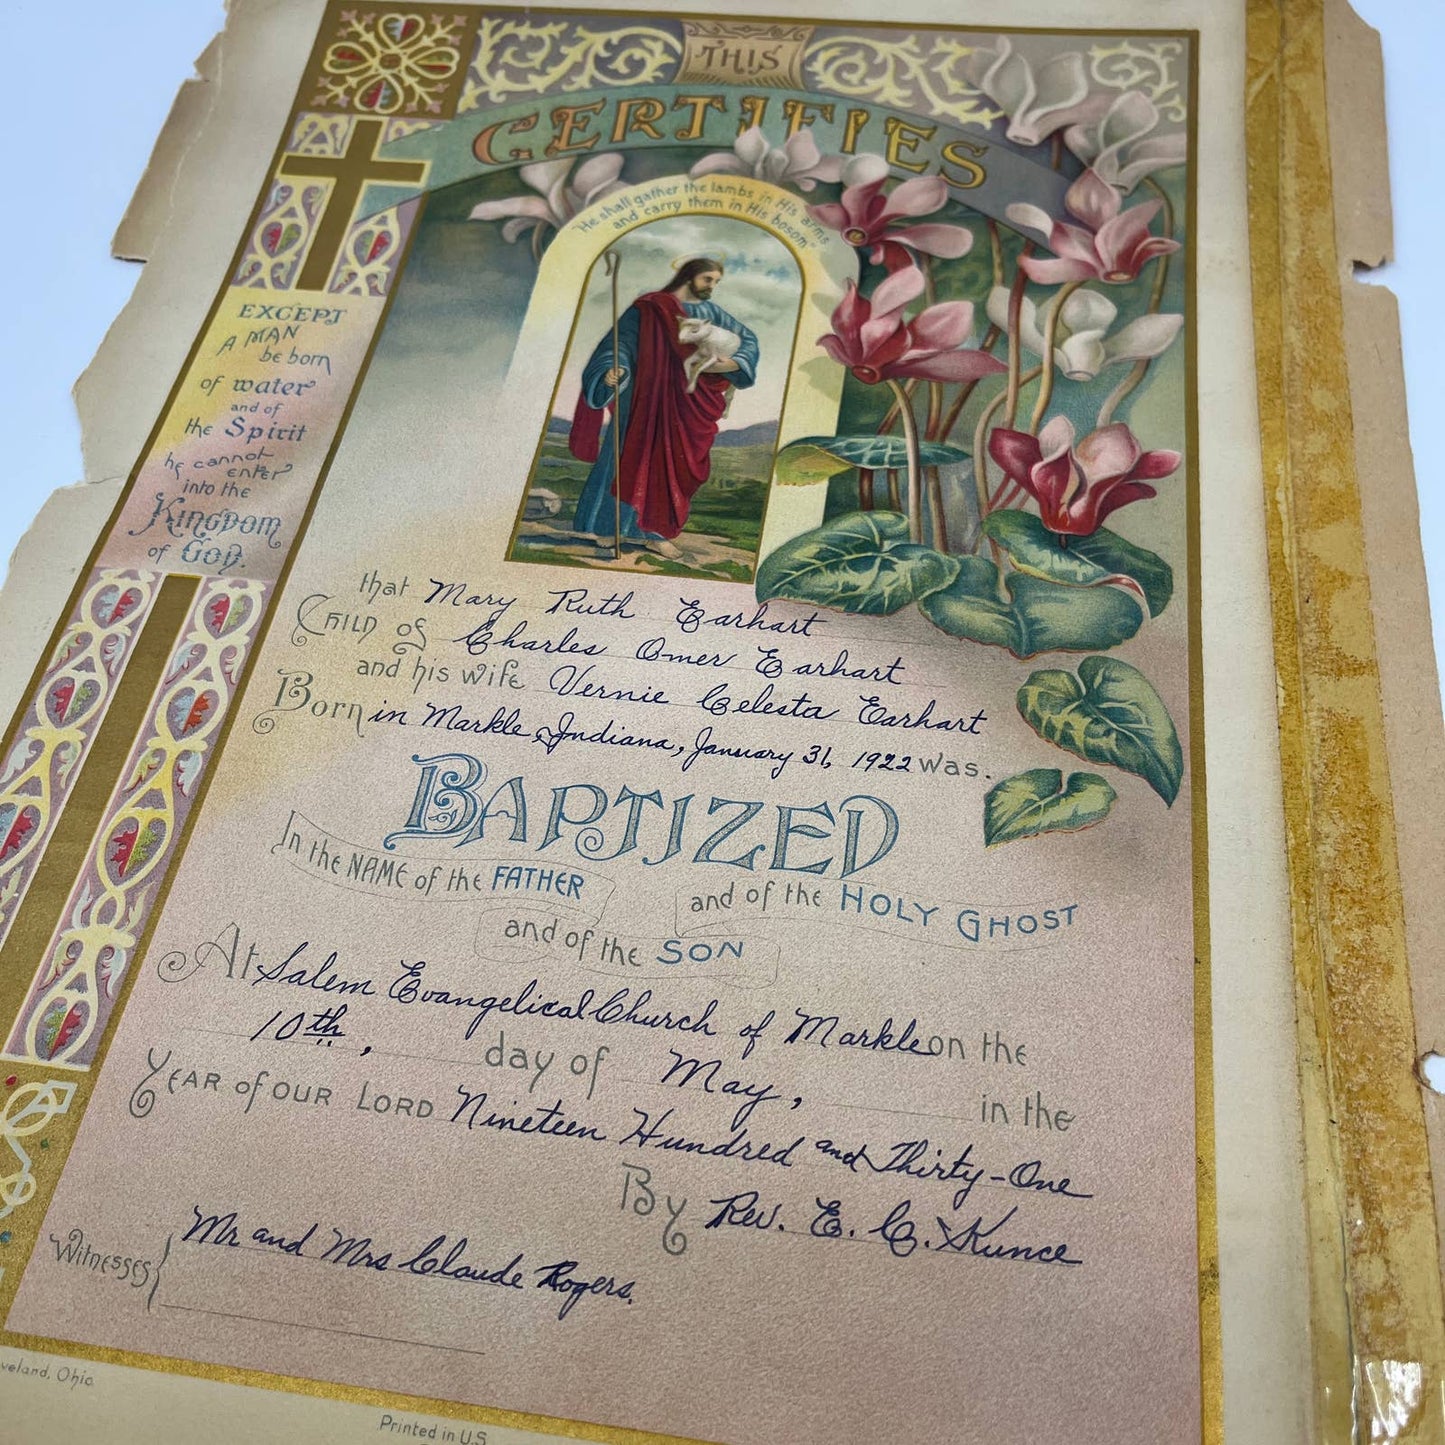 THIS
CERTIFIES
"He shall gather the lambs in His arms
and carry them in His bosom"
EXCEPT
A MAN
be born
of water
and of
the Spirit
he cannot
enter
into the
KINGDOM
of GOD.
that Mary Ruth Earhart
CHILD of Charles Omer Earhart
and his wife Vernie Celesta Earhart
Born in Markle, Indiana, January 31, 1922 was.
BAPTIZED
In the NAME of the FATHER
and of the SON
and of the HOLY GHOST
At Salem Evangelical Church of Markle on the
10th, day of May, in the
YEAR of OUR LORD Nineteen Hundred and Thirty-One
By Rev. E. C. Kunce
Witnesses Mr and Mrs Claude Rogers.
veland, Ohio
Printed in U.S.